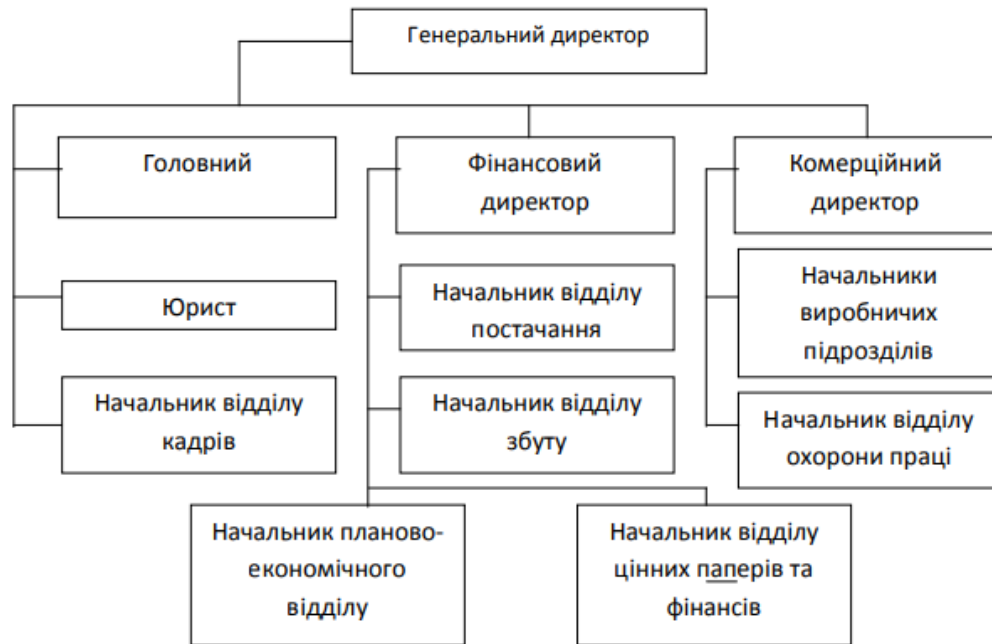 Генеральний директор
Головний
Фінансовий
директор
Комерційний
директор
Юрист
Начальник відділу
постачання
Начальники
виробничих
підрозділів
Начальник відділу
кадрів
Начальник відділу
збуту
Начальник відділу
охорони праці
Начальник планово-
економічного
відділу
Начальник відділу
цінних паперів та
фінансів